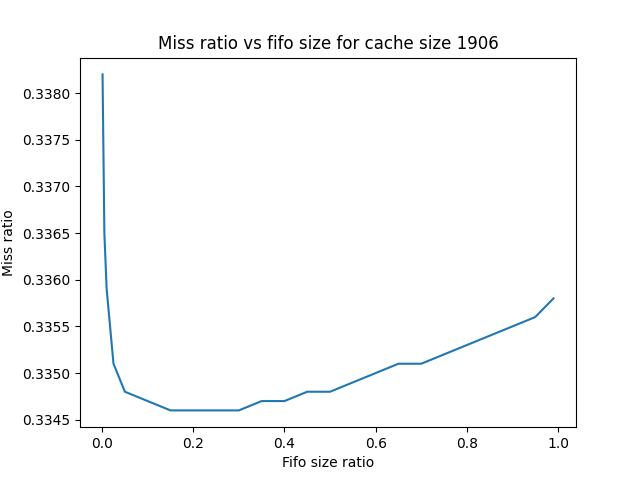 Miss ratio vs fifo size for cache size 1906
0.3380
0.3375
0.3370
0.3365
0.3360
0.3355
0.3350
0.3345
Miss ratio
0.0 0.2 0.4 0.6 0.8 1.0
Fifo size ratio